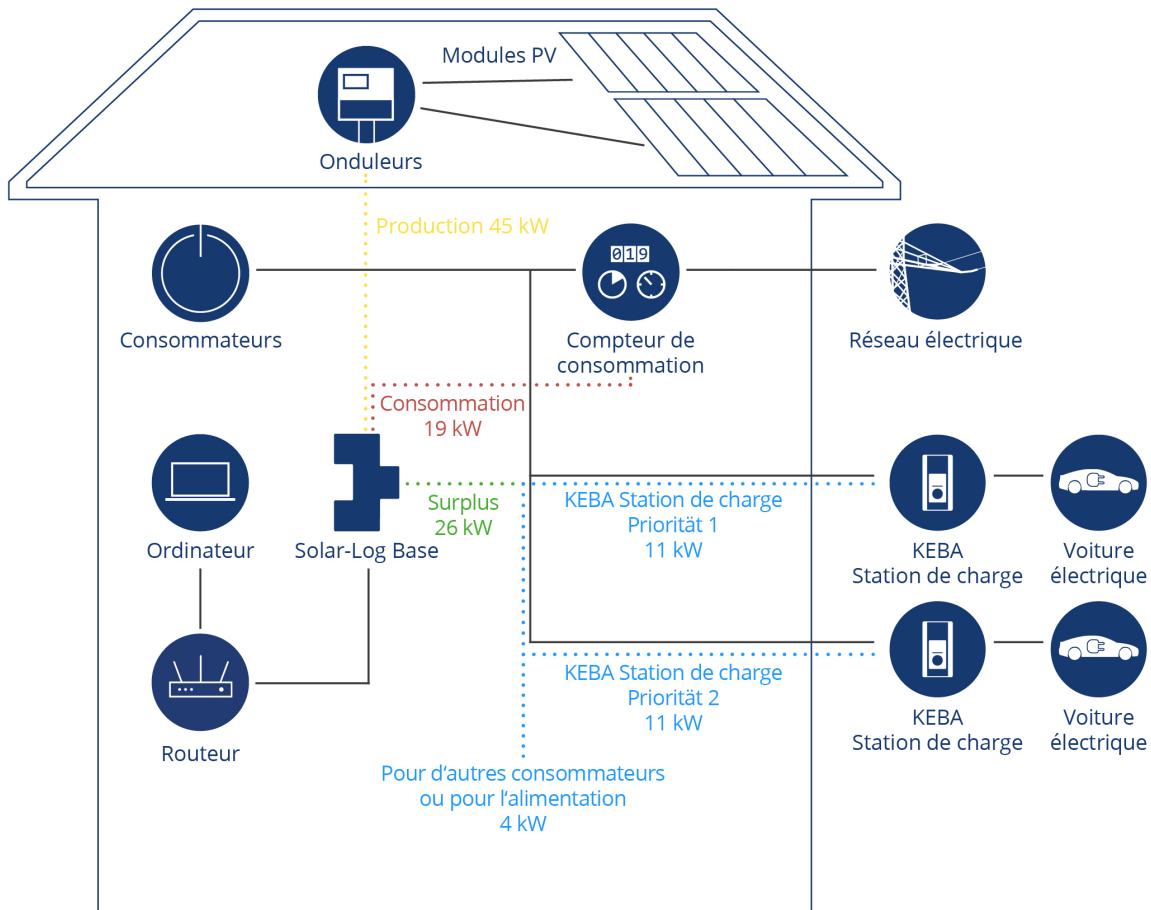 Modules PV
Onduleurs
Production 45 kW
019
Consommateurs
Compteur de
consommation
Réseau électrique
Consommation
19 kW
Surplus
26 kW
KEBA Station de charge
Priorität 1
11 kW
Ordinateur
Solar-Log Base
KEBA
Station de charge
Voiture
électrique
KEBA Station de charge
Priorität 2
11 kW
KEBA
Station de charge
Voiture
électrique
Routeur
Pour d‘autres consommateurs
ou pour l‘alimentation
4 kW